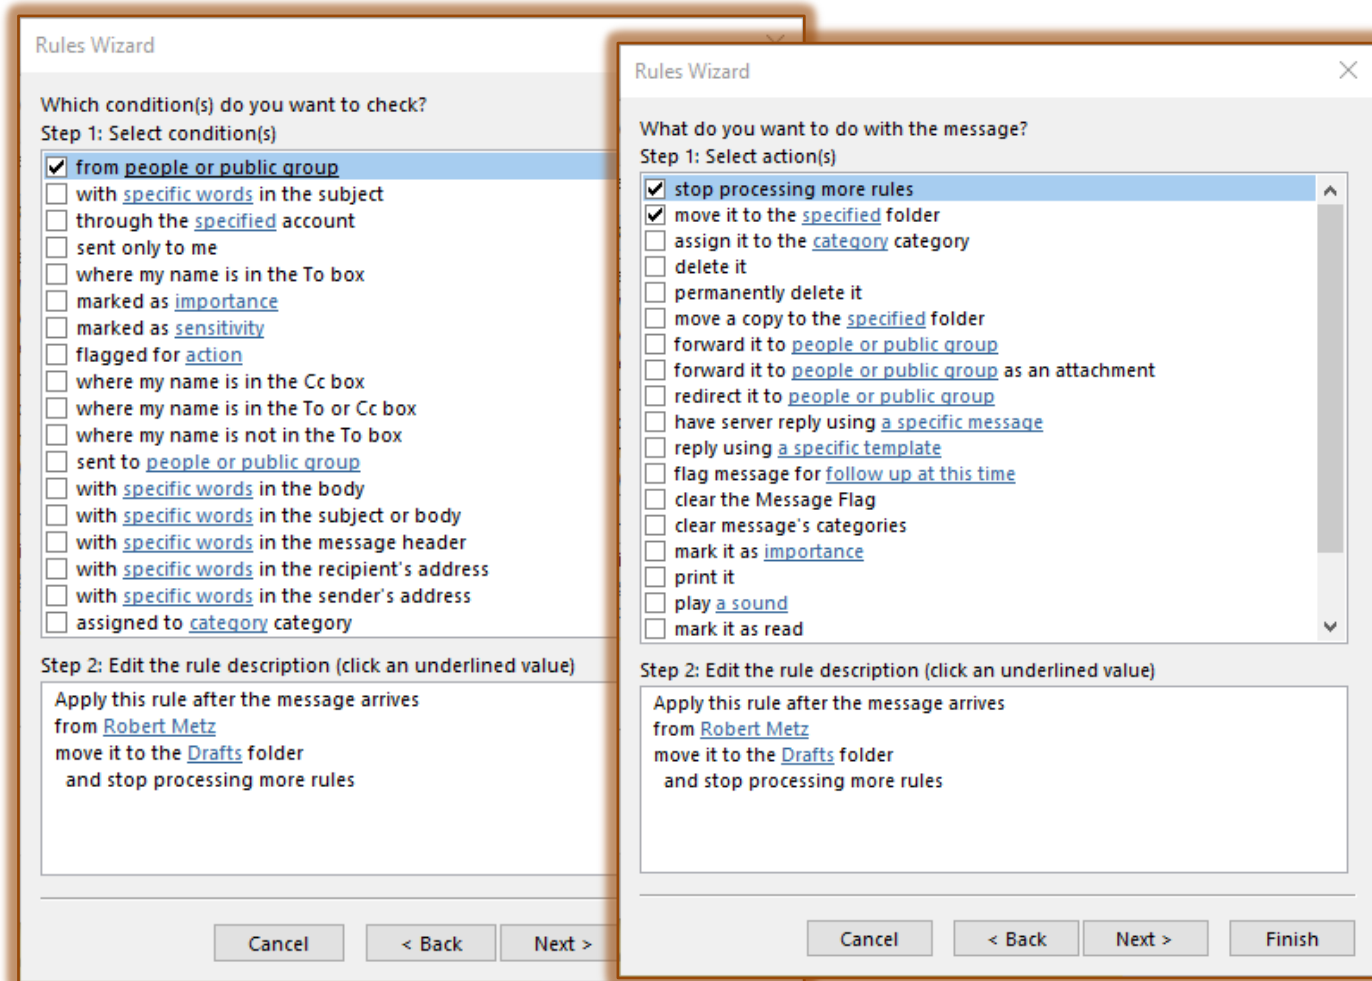 Rules Wizard
Which condition(s) do you want to check?
Step 1: Select condition(s)
from people or public group
with specific words in the subject
through the specified account
sent only to me
where my name is in the To box
marked as importance
marked as sensitivity
flagged for action
where my name is in the Cc box
where my name is in the To or Cc box
where my name is not in the To box
sent to people or public group
with specific words in the body
with specific words in the subject or body
with specific words in the message header
with specific words in the recipient's address
with specific words in the sender's address
assigned to category category
Step 2: Edit the rule description (click an underlined value)
Apply this rule after the message arrives
from Robert Metz
move it to the Drafts folder
and stop processing more rules
Cancel < Back Next >
Rules Wizard
What do you want to do with the message?
Step 1: Select action(s)
stop processing more rules
move it to the specified folder
assign it to the category category
delete it
permanently delete it
move a copy to the specified folder
forward it to people or public group
forward it to people or public group as an attachment
redirect it to people or public group
have server reply using a specific message
reply using a specific template
flag message for follow up at this time
clear the Message Flag
clear message's categories
mark it as importance
print it
play a sound
mark it as read
Step 2: Edit the rule description (click an underlined value)
Apply this rule after the message arrives
from Robert Metz
move it to the Drafts folder
and stop processing more rules
Cancel < Back Next > Finish